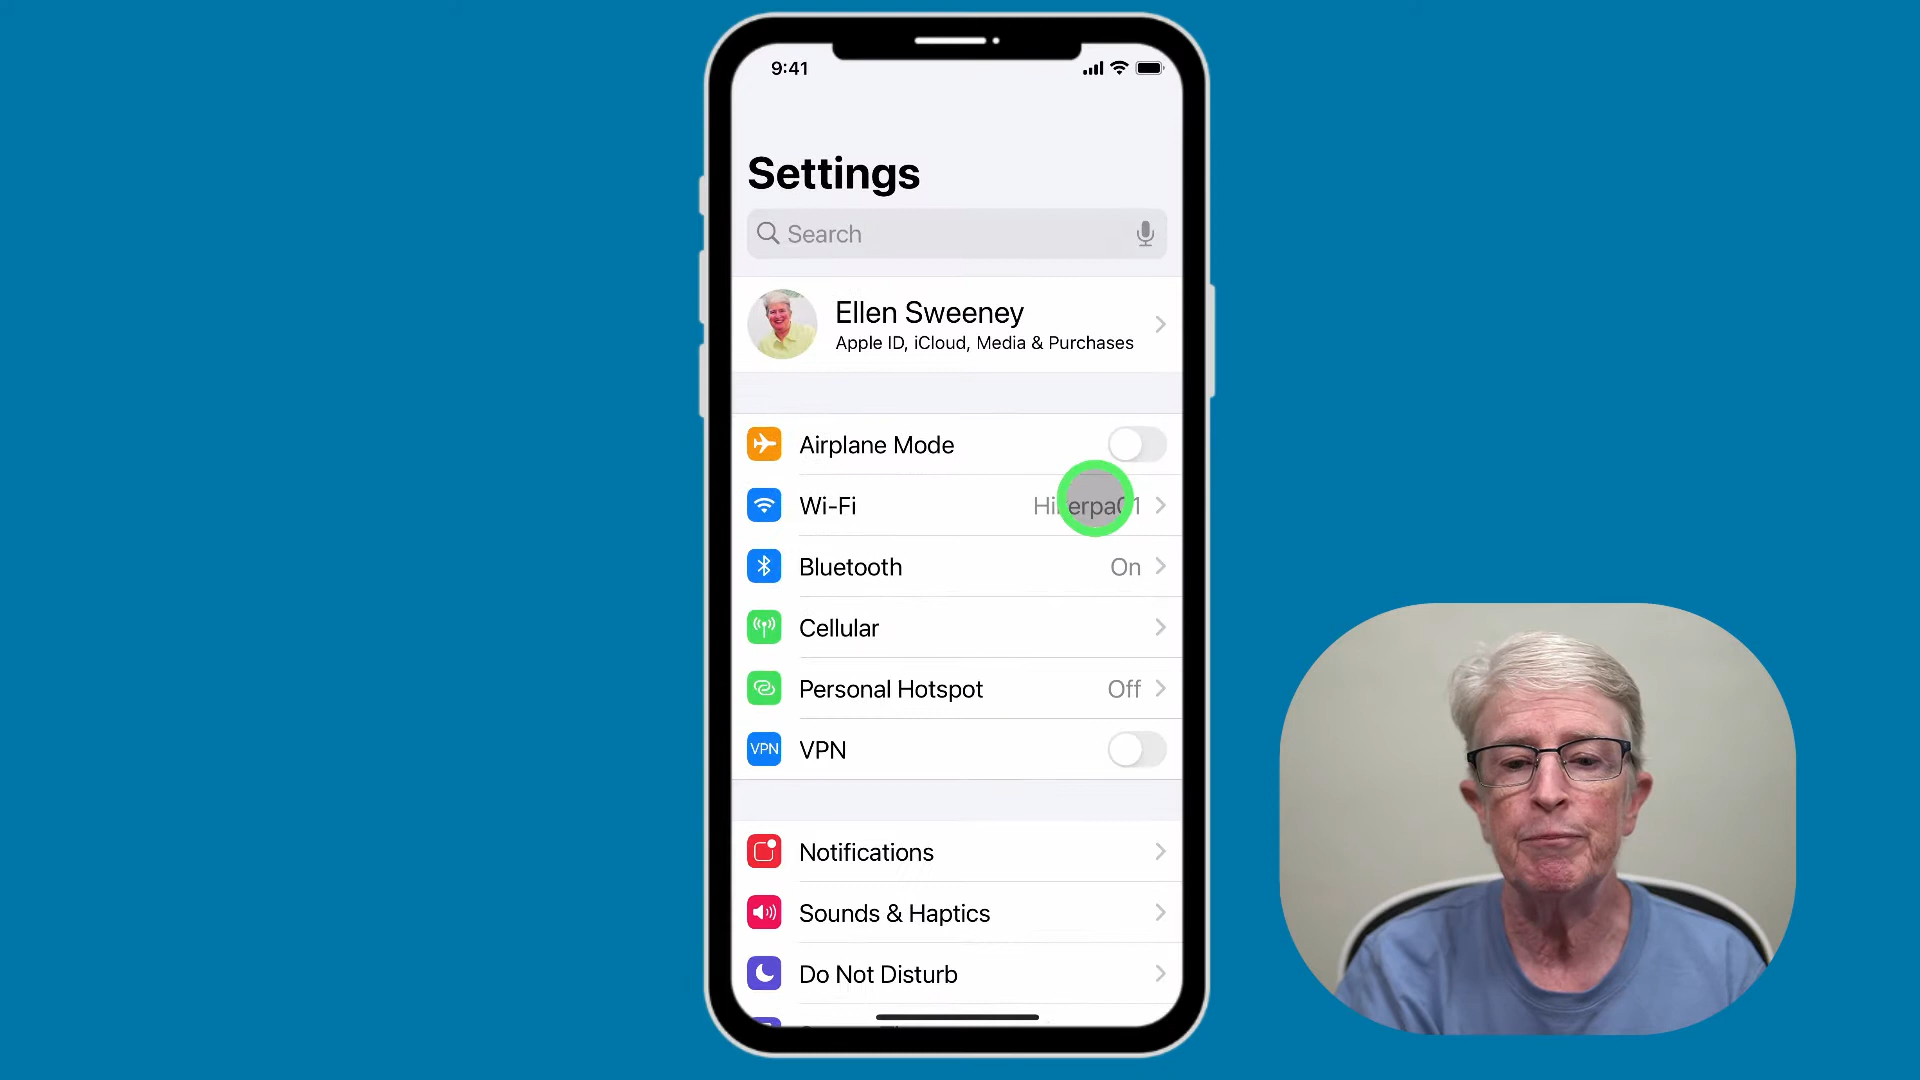 9:41
Settings
Search
Ellen Sweeney
Apple ID, iCloud, Media & Purchases
Airplane Mode
Wi-Fi
Bluetooth On
Cellular
Personal Hotspot Off
VPN VPN
Notifications
Sounds & Haptics
Do Not Disturb